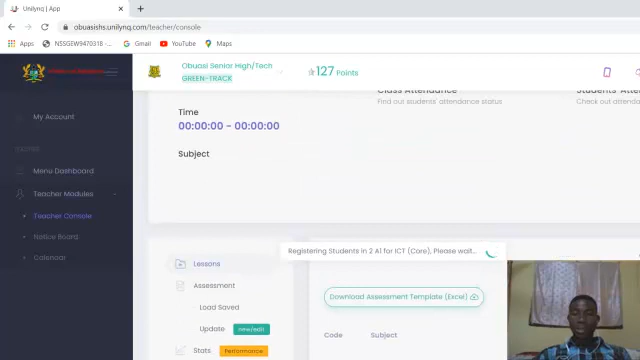 Unilynq | App
obuasishs.unilynq.com/teacher/console
Apps
NSSGEW9470318 -
Gmail
YouTube
Maps
Obuasi Senior High/Tech
GREEN-TRACK
127 Points
My Account
Menu Dashboard
Teacher Modules
Teacher Console
Notice Board
Calendar
Class Attendance
Find out students' attendance status
Students'
Check out attendanc
Time
00:00:00 - 00:00:00
Subject
Registering Students in 2 A1 for ICT (Core), Please wait...
Lessons
Assessment
Load Saved
Update
new/edit
Stats
Performance
Download Assessment Template (Excel)
Code
Subject